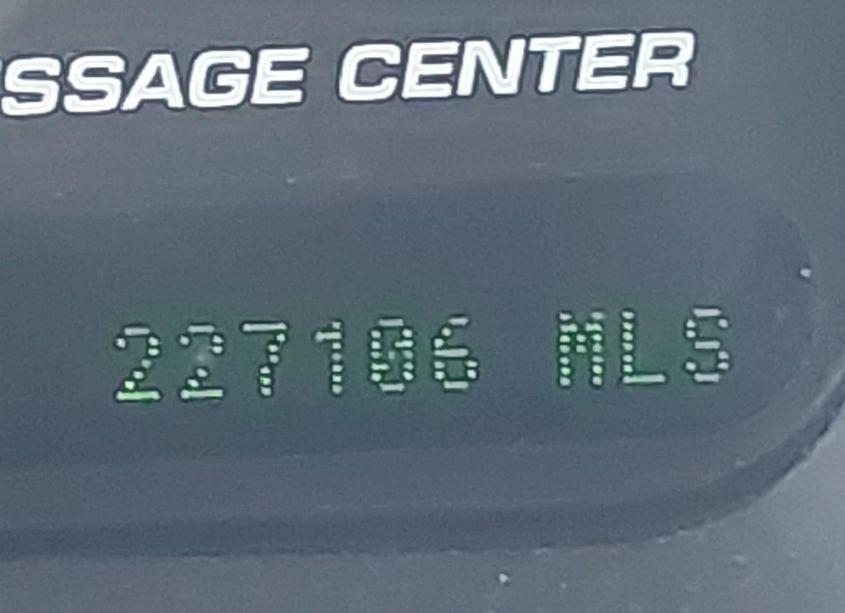 SSAGE CENTER
227106 MLS